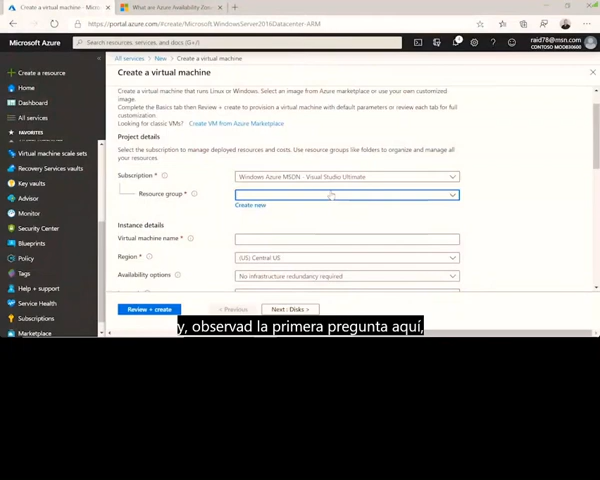 Create a virtual machine - Micros
What are Azure Availability Zon
https://portal.azure.com/#create/Microsoft.WindowsServer2016Datacenter-ARM
Microsoft Azure
Search resources, services, and docs (G+/)
raid78@msn.com
Create a resource
Home
Dashboard
All services
FAVORITES
Virtual machine scale sets
Recovery Services vaults
Key vaults
Advisor
Monitor
Security Center
Blueprints
Policy
Tags
Help + support
Service Health
Subscriptions
Marketplace
All services > New > Create a virtual machine
Create a virtual machine
Create a virtual machine that runs Linux or Windows. Select an image from Azure marketplace or use your own customized
image.
Complete the Basics tab then Review + create to provision a virtual machine with default parameters or review each tab for full
customization.
Looking for classic VMs? Create VM from Azure Marketplace
Project details
Select the subscription to manage deployed resources and costs. Use resource groups like folders to organize and manage all
your resources.
Subscription *
Windows Azure MSDN - Visual Studio Ultimate
Resource group *
Create new
Instance details
Virtual machine name *
Region *
(US) Central US
Availability options
No infrastructure redundancy required
Review + create
< Previous
Next : Disks >
y, observad la primera pregunta aquí,